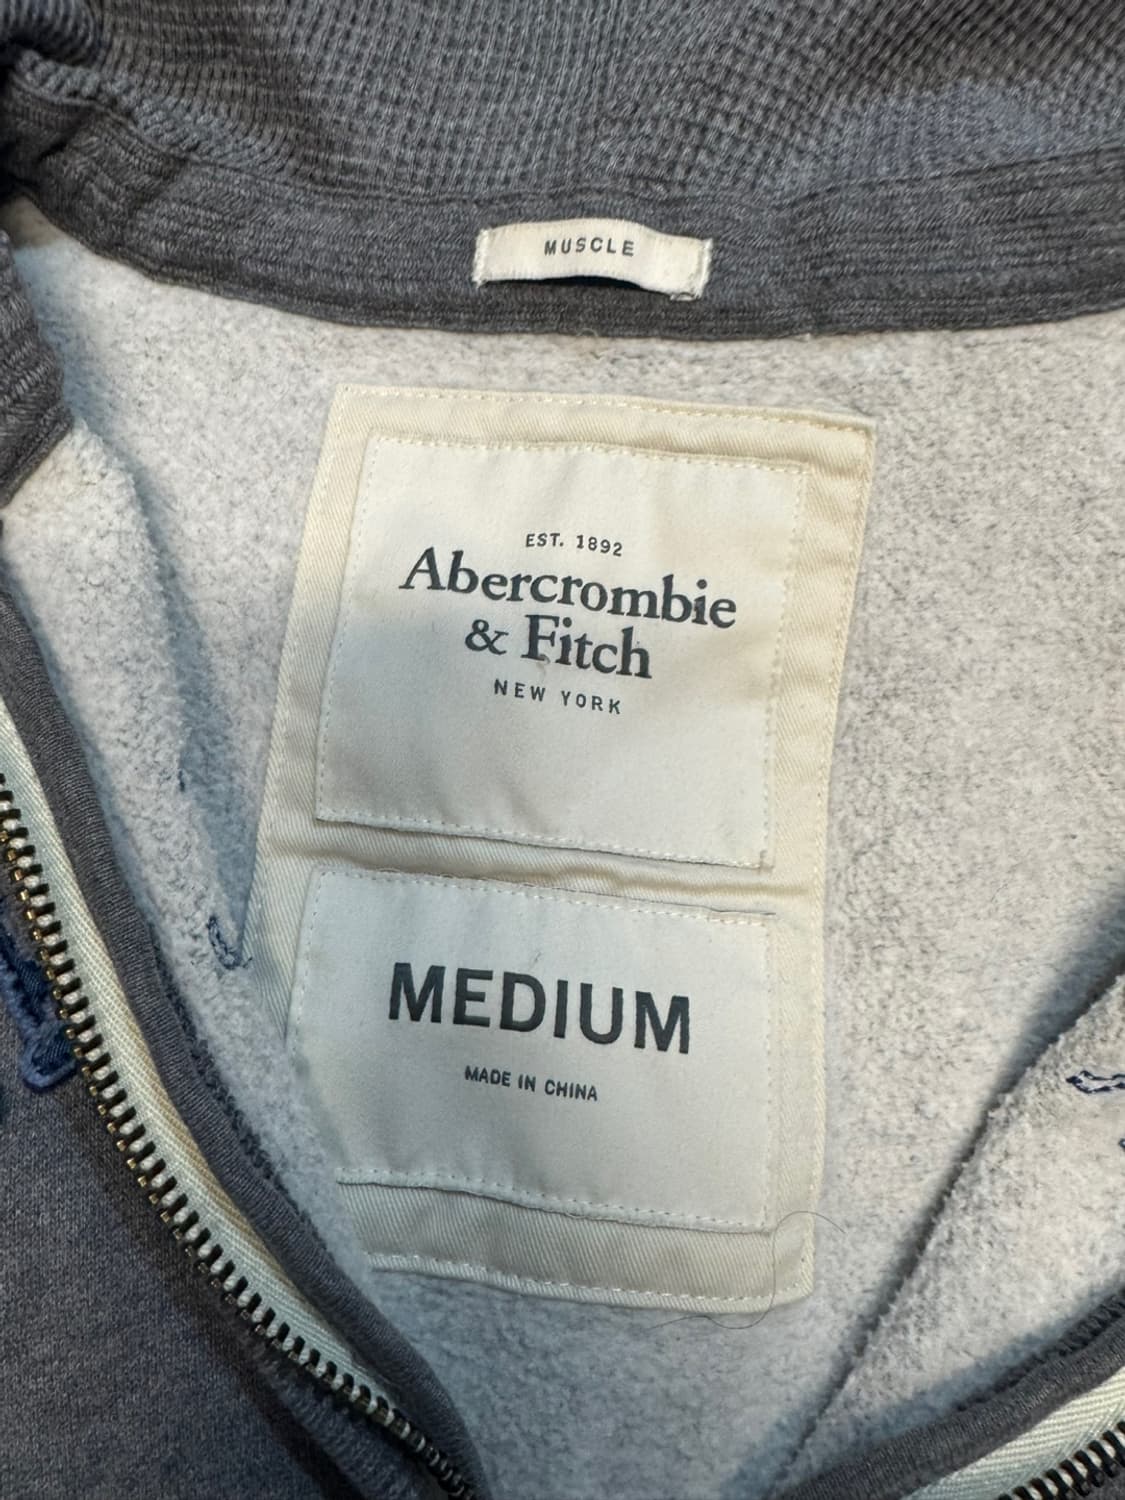 MUSCLE
EST. 1892
Abercrombie
& Fitch
NEW YORK
MEDIUM
MADE IN CHINA